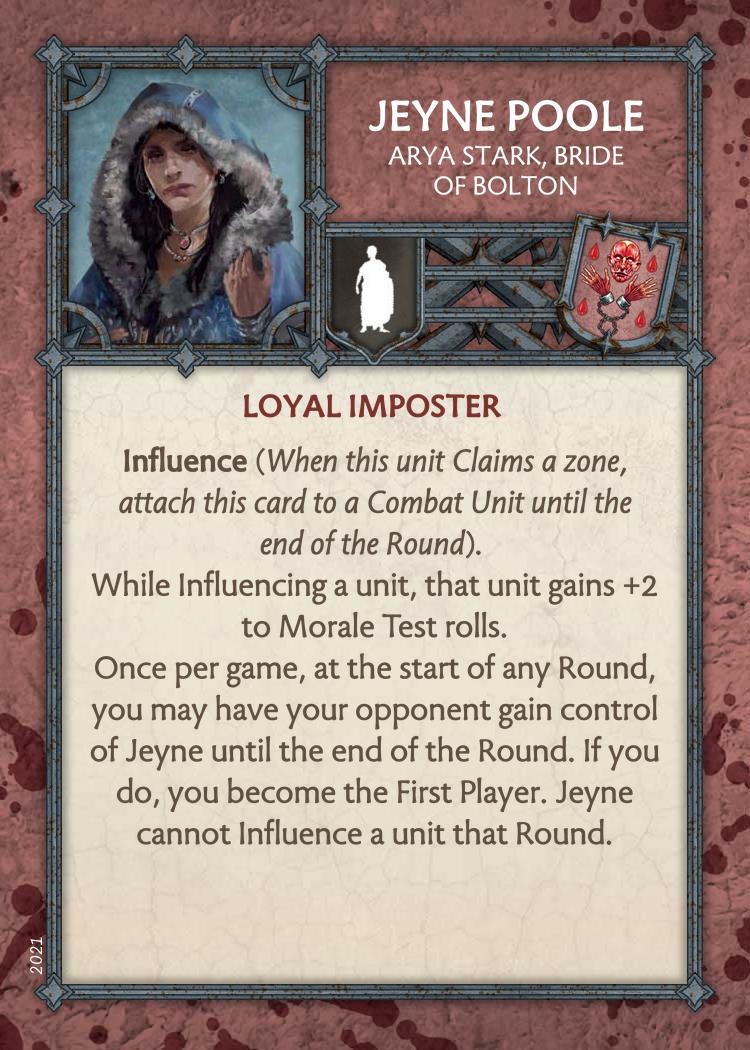 JEYNE POOLE
ARYA STARK, BRIDE
OF BOLTON
LOYAL IMPOSTER
Influence (When this unit Claims a zone,
attach this card to a Combat Unit until the
end of the Round).
While Influencing a unit, that unit gains +2
to Morale Test rolls.
Once per game, at the start of any Round,
you may have your opponent gain control
of Jeyne until the end of the Round. If you
do, you become the First Player. Jeyne
cannot Influence a unit that Round.
2021